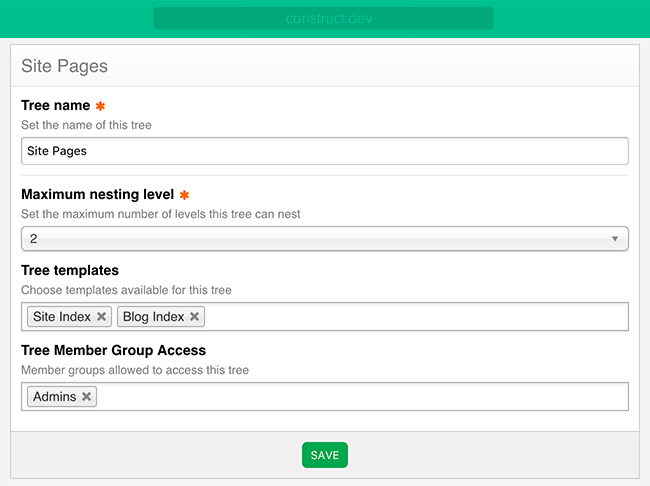 construct.dev
Site Pages
Tree name *
Set the name of this tree
Site Pages
Maximum nesting level *
Set the maximum number of levels this tree can nest
2
Tree templates
Choose templates available for this tree
Site Index ✖ Blog Index ✖
Tree Member Group Access
Member groups allowed to access this tree
Admins ✖
SAVE